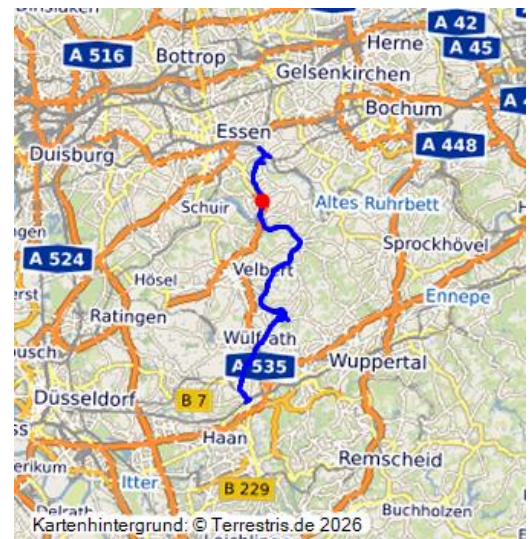 Dinslaken
A 42
Herne
A 516
Bottrop
A 45
Gelsenkirchen
Bochum
Essen
Duisburg
A 448
Schuir
Altes Ruhrbett
Sprockhövel
A 524
Velbert
Hösel
Ennepe
Ratingen
Wülfrath
A 535
Wuppertal
Düsseldorf
B 7
Haan
Remscheid
Itter
B 229
Buchholzen
Kartenhintergrund: © Terrestris.de 2026